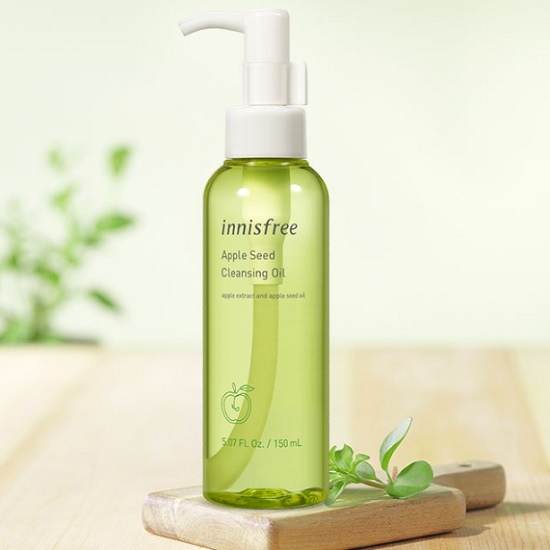 innisfree
Apple Seed
Cleansing Oil
apple extract and apple seed oil
5.07 FL. Oz. / 150 mL